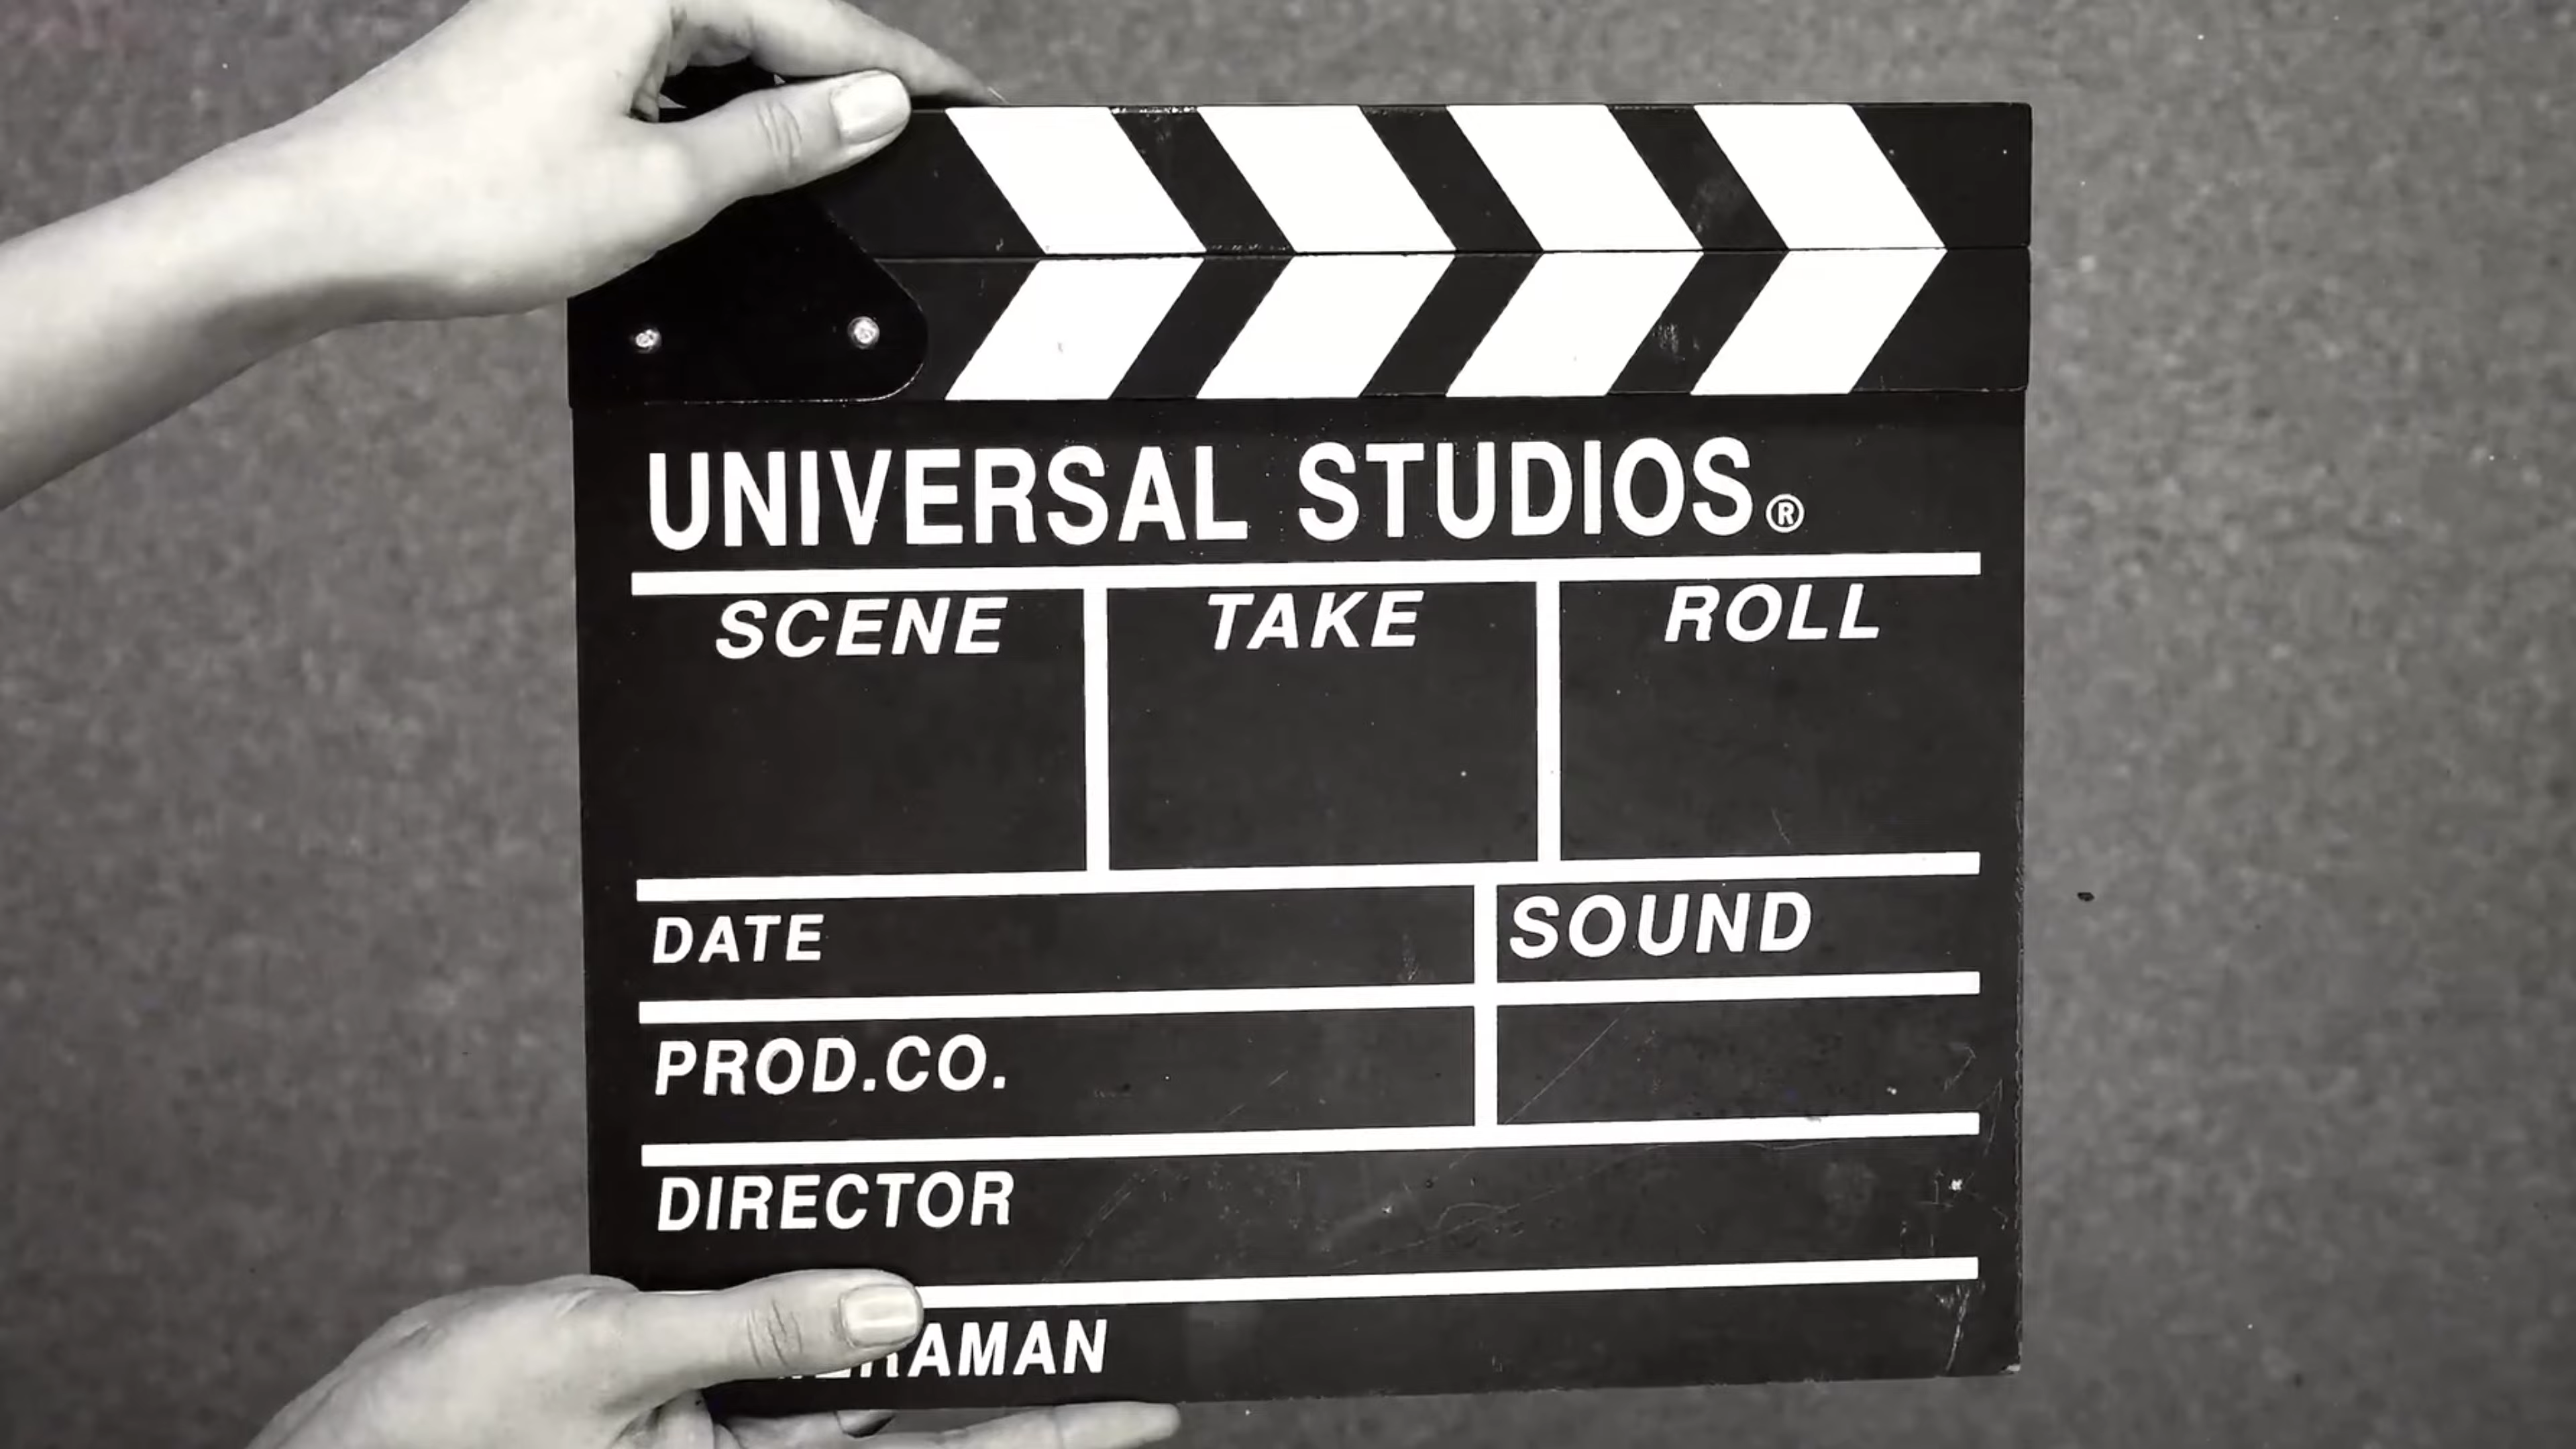 UNIVERSAL STUDIOS®
SCENE TAKE ROLL
DATE SOUND
PROD.CO.
DIRECTOR